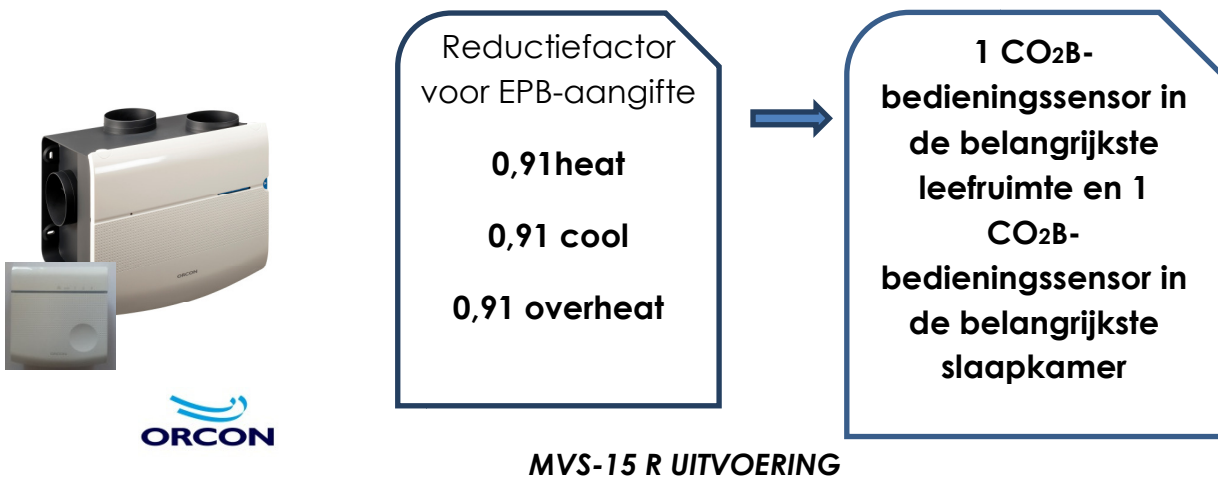 Reductiefactor
voor EPB-aangifte
0,91heat
0,91 cool
0,91 overheat
1 CO2B-
bedieningssensor in
de belangrijkste
leefruimte en 1
CO2B-
bedieningssensor in
de belangrijkste
slaapkamer
ORCON
ORCON
MVS-15 R UITVOERING